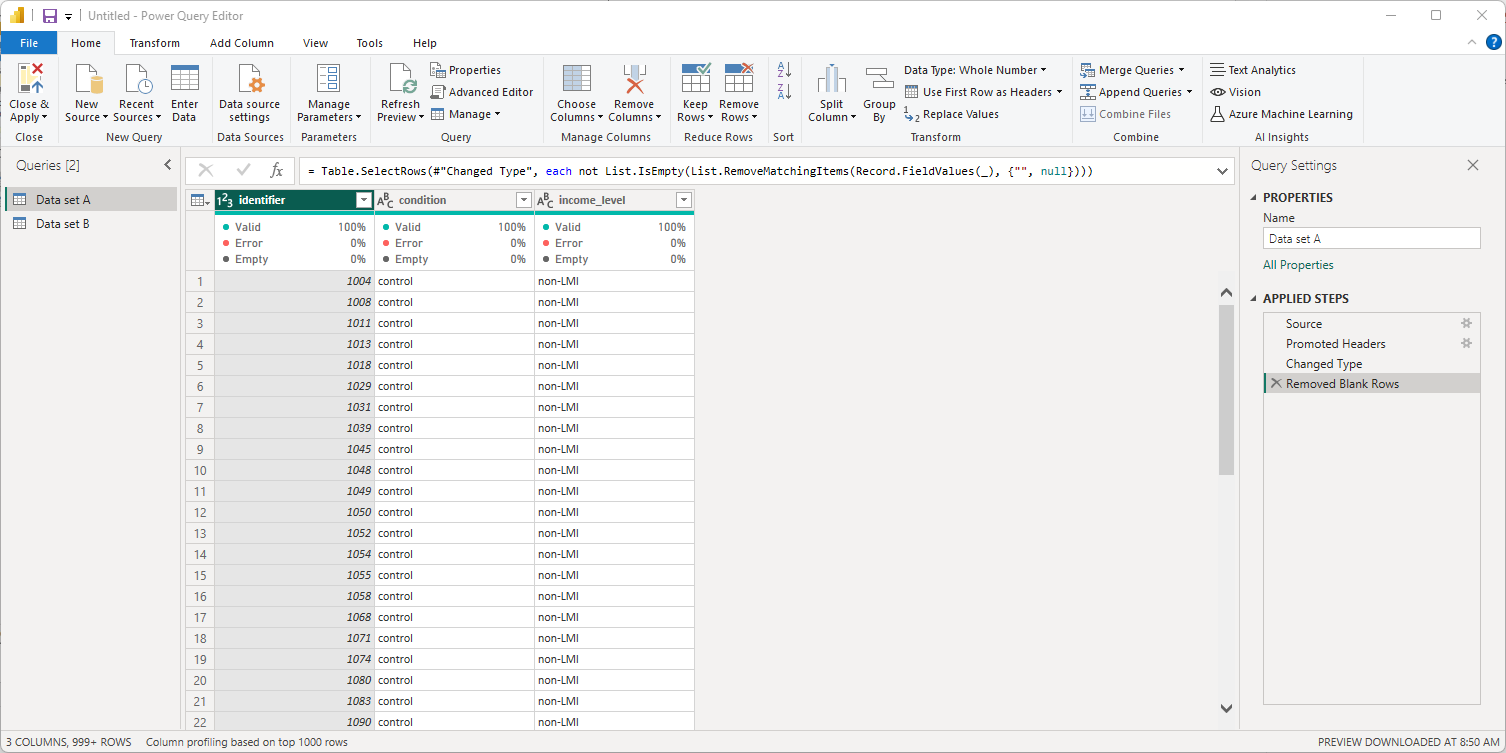 Untitled - Power Query Editor
File Home Transform Add Column View Tools Help
Close & Apply
Close
New Source
Recent Sources
Enter Data
New Query
Data source settings
Data Sources
Manage Parameters
Parameters
Refresh Preview
Properties
Advanced Editor
Manage
Query
Choose Columns
Remove Columns
Manage Columns
Keep Rows
Remove Rows
Reduce Rows
Sort
Split Column
Group By
Data Type: Whole Number
Use First Row as Headers
Replace Values
Transform
Merge Queries
Append Queries
Combine Files
Combine
Text Analytics
Vision
Azure Machine Learning
AI Insights
Queries [2]
Data set A
Data set B
fx
= Table.SelectRows(#"Changed Type", each not List.IsEmpty(List.RemoveMatchingItems(Record.FieldValues(_), {"", null})))
123 identifier ABC condition ABC income_level
Valid 100% Valid 100% Valid 100%
Error 0% Error 0% Error 0%
Empty 0% Empty 0% Empty 0%
1 1004 control non-LMI
2 1008 control non-LMI
3 1011 control non-LMI
4 1013 control non-LMI
5 1018 control non-LMI
6 1029 control non-LMI
7 1031 control non-LMI
8 1039 control non-LMI
9 1045 control non-LMI
10 1048 control non-LMI
11 1049 control non-LMI
12 1050 control non-LMI
13 1052 control non-LMI
14 1054 control non-LMI
15 1055 control non-LMI
16 1058 control non-LMI
17 1068 control non-LMI
18 1071 control non-LMI
19 1074 control non-LMI
20 1080 control non-LMI
21 1083 control non-LMI
22 1090 control non-LMI
Query Settings
PROPERTIES
Name
Data set A
All Properties
APPLIED STEPS
Source
Promoted Headers
Changed Type
Removed Blank Rows
3 COLUMNS, 999+ ROWS Column profiling based on top 1000 rows
PREVIEW DOWNLOADED AT 8:50 AM